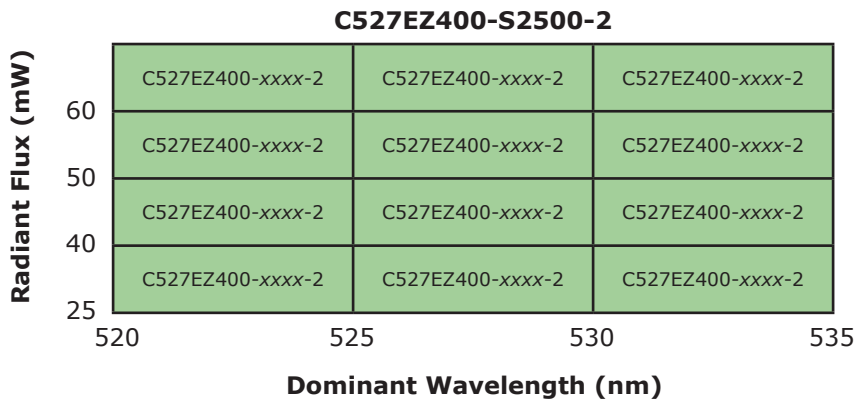 C527EZ400-S2500-2
Radiant Flux (mW)
C527EZ400-xxxx-2 C527EZ400-xxxx-2 C527EZ400-xxxx-2
60
C527EZ400-xxxx-2 C527EZ400-xxxx-2 C527EZ400-xxxx-2
50
C527EZ400-xxxx-2 C527EZ400-xxxx-2 C527EZ400-xxxx-2
40
C527EZ400-xxxx-2 C527EZ400-xxxx-2 C527EZ400-xxxx-2
25
520 525 530 535
Dominant Wavelength (nm)